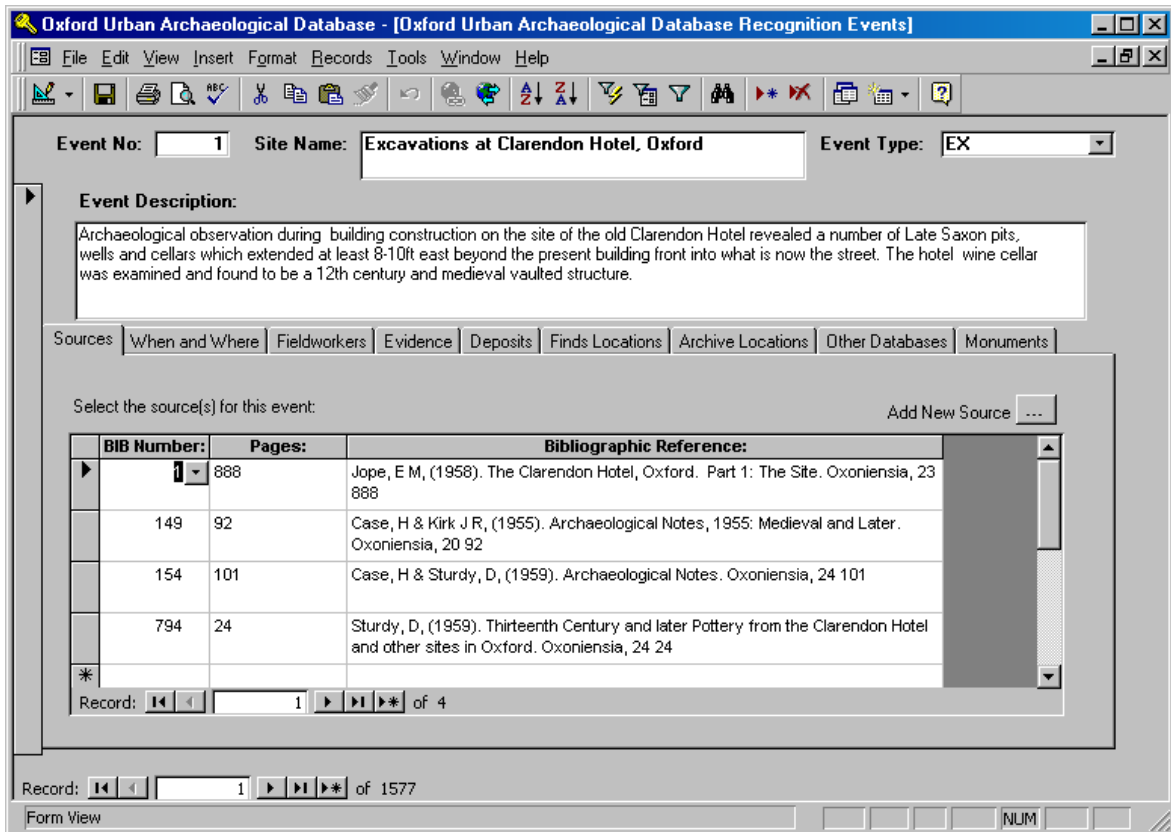 Oxford Urban Archaeological Database - [Oxford Urban Archaeological Database Recognition Events]
File Edit View Insert Format Records Tools Window Help
Event No: 1 Site Name: Excavations at Clarendon Hotel, Oxford Event Type: EX
Event Description:
Archaeological observation during building construction on the site of the old Clarendon Hotel revealed a number of Late Saxon pits,
wells and cellars which extended at least 8-10ft east beyond the present building front into what is now the street. The hotel wine cellar
was examined and found to be a 12th century and medieval vaulted structure.
Sources When and Where Fieldworkers Evidence Deposits Finds Locations Archive Locations Other Databases Monuments
Select the source(s) for this event:
Add New Source ...
BIB Number: Pages: Bibliographic Reference:
1 888 Jope, E M, (1958). The Clarendon Hotel, Oxford. Part 1: The Site. Oxoniensia, 23
888
149 92 Case, H & Kirk J R, (1955). Archaeological Notes, 1955: Medieval and Later.
Oxoniensia, 20 92
154 101 Case, H & Sturdy, D, (1959). Archaeological Notes. Oxoniensia, 24 101
794 24 Sturdy, D, (1959). Thirteenth Century and later Pottery from the Clarendon Hotel
and other sites in Oxford. Oxoniensia, 24 24
Record: 1 of 4
Record: 1 of 1577
Form View NUM